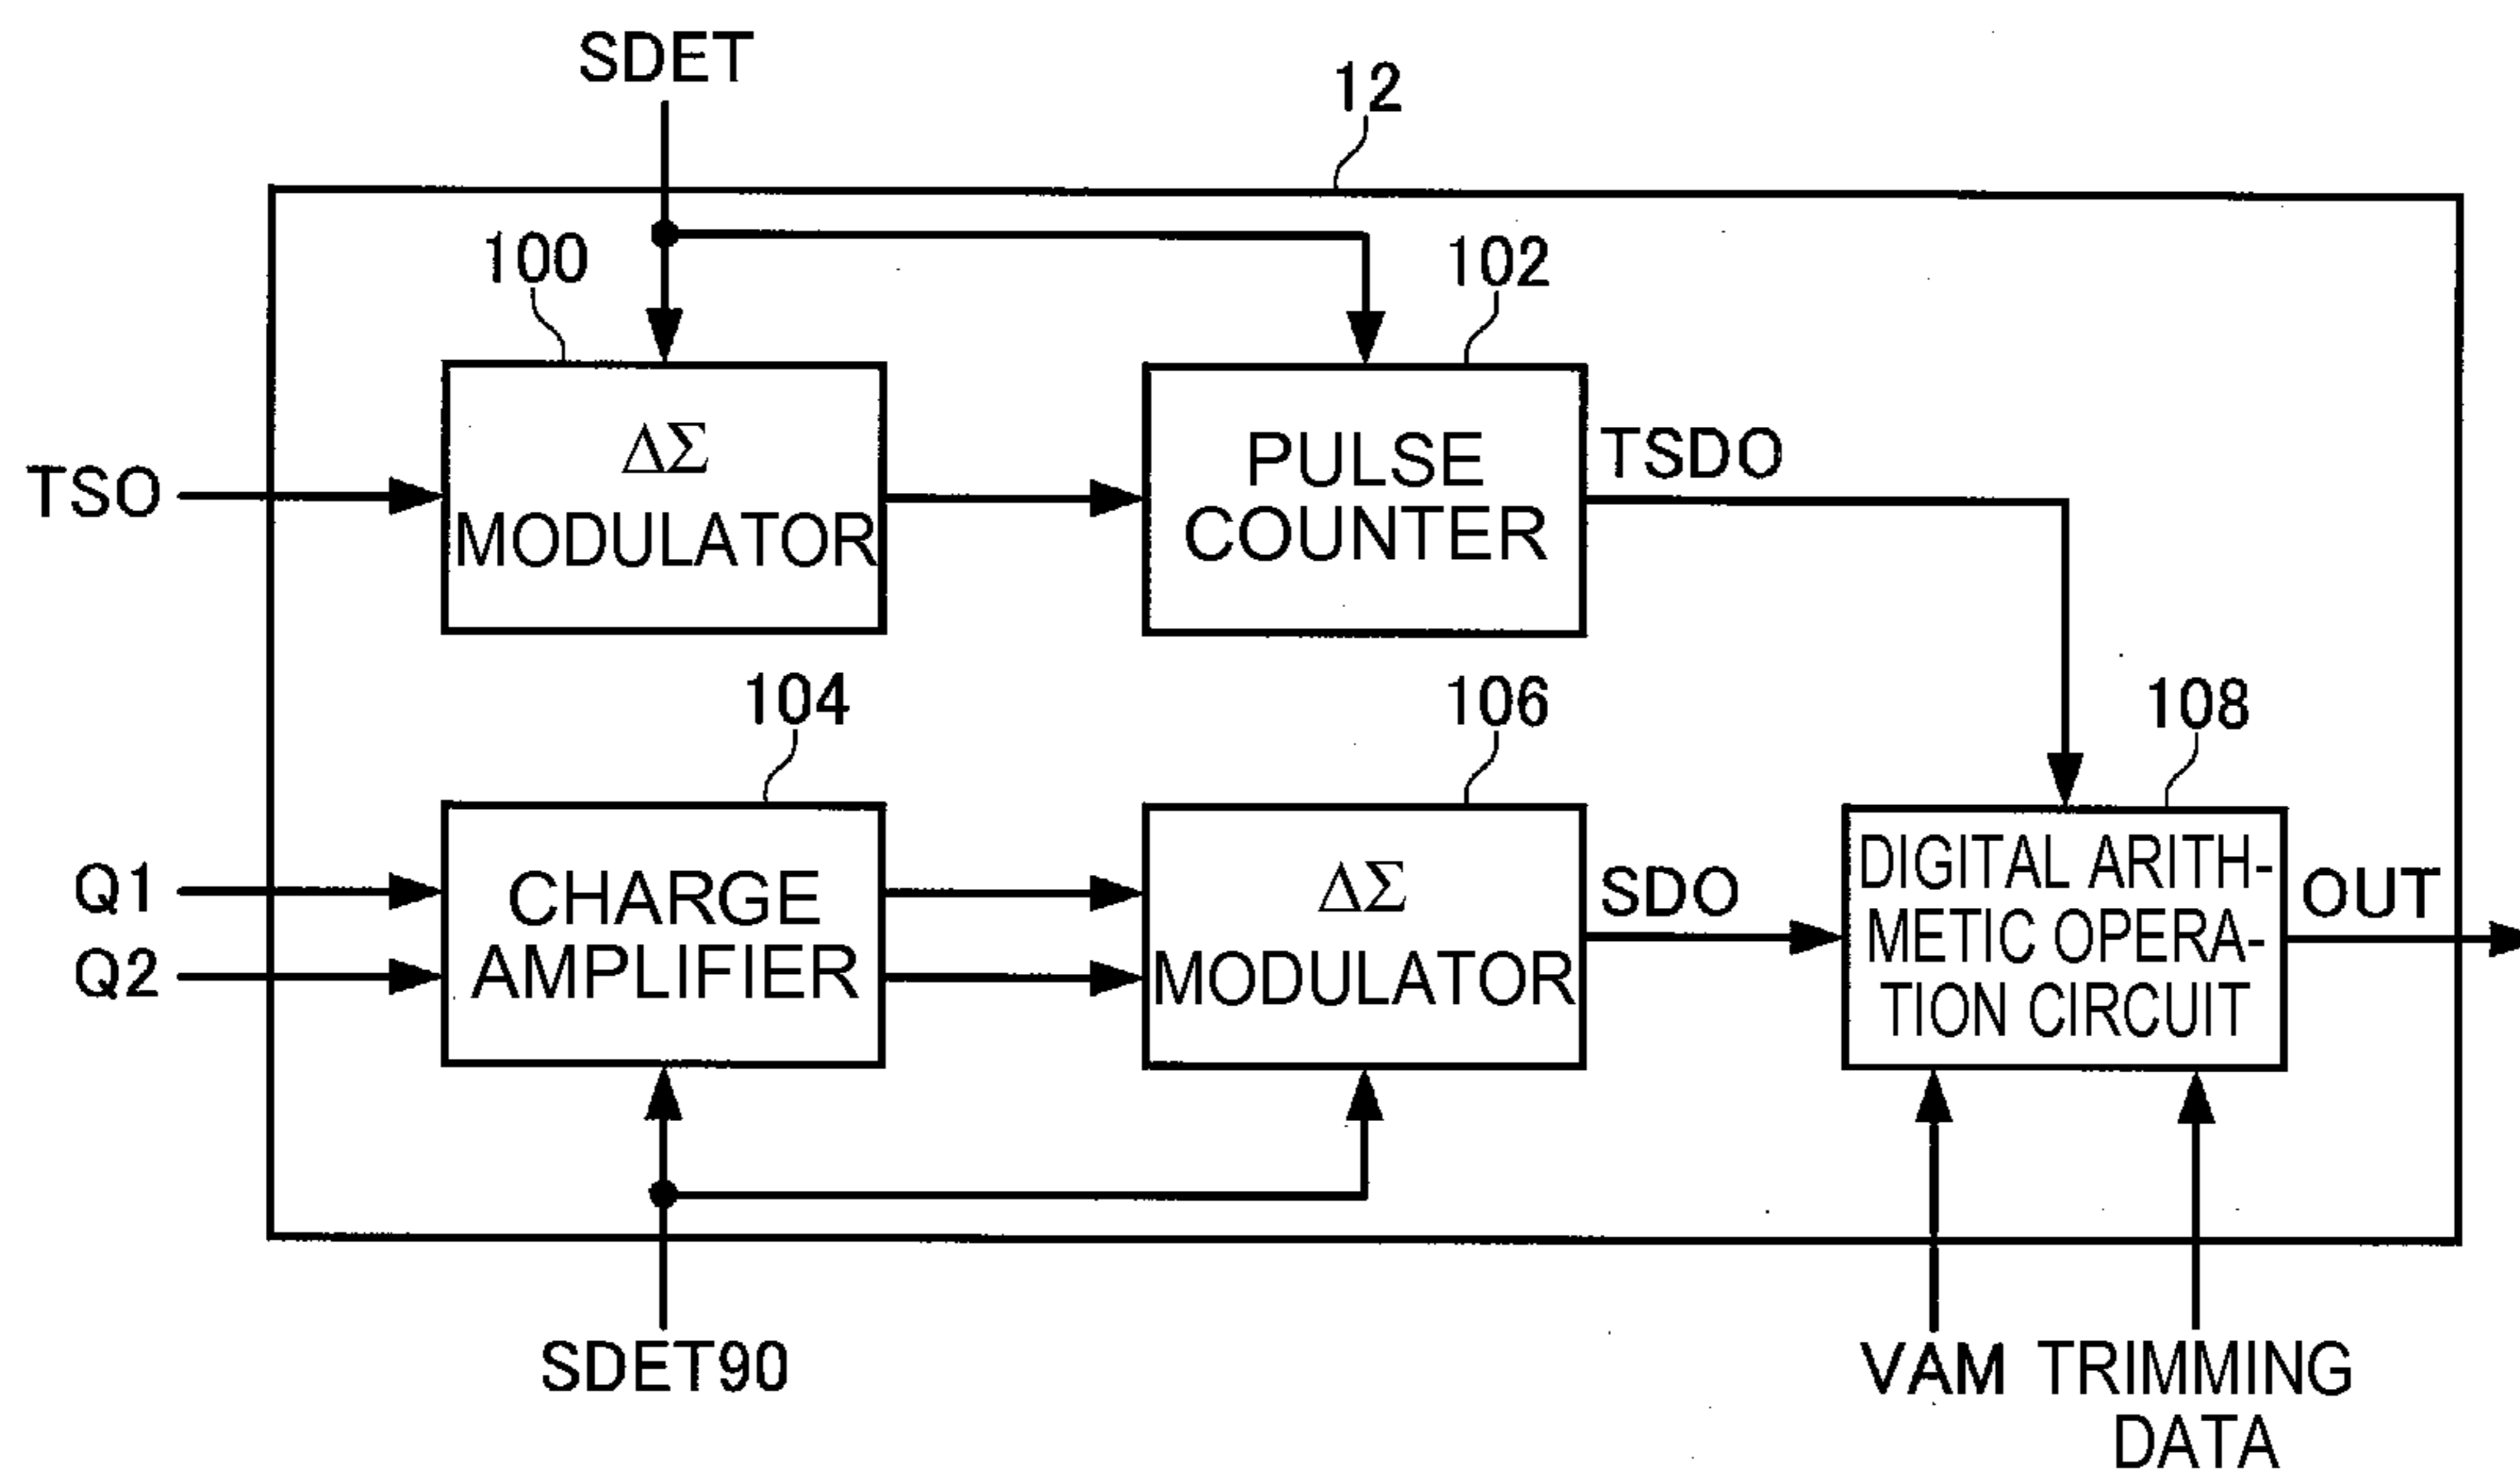 SDET
12
100
102
ΔΣ
MODULATOR
PULSE
COUNTER
TSDO
TSO
104
106
108
Q1
Q2
CHARGE
AMPLIFIER
ΔΣ
MODULATOR
SDO
DIGITAL ARITH-
METIC OPERA-
TION CIRCUIT
OUT
SDET90
VAM
TRIMMING
DATA